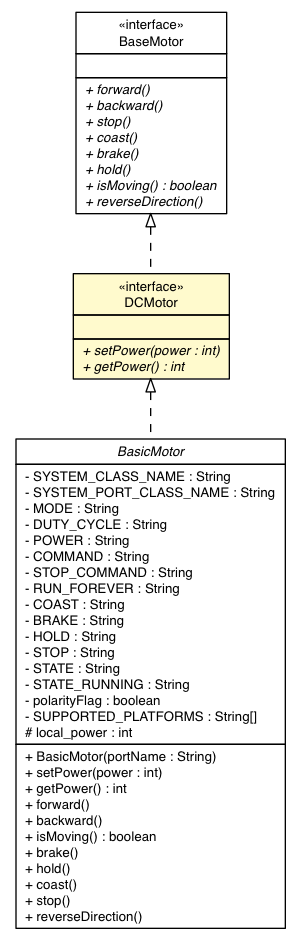 «interface»
BaseMotor
+ forward()
+ backward()
+ stop()
+ coast()
+ brake()
+ hold()
+ isMoving() : boolean
+ reverseDirection()
«interface»
DCMotor
+ setPower(power : int)
+ getPower() : int
BasicMotor
- SYSTEM_CLASS_NAME : String
- SYSTEM_PORT_CLASS_NAME : String
- MODE : String
- DUTY_CYCLE : String
- POWER : String
- COMMAND : String
- STOP_COMMAND : String
- RUN_FOREVER : String
- COAST : String
- BRAKE : String
- HOLD : String
- STOP : String
- STATE : String
- STATE_RUNNING : String
- polarityFlag : boolean
- SUPPORTED_PLATFORMS : String[]
# local_power : int
+ BasicMotor(portName : String)
+ setPower(power : int)
+ getPower() : int
+ forward()
+ backward()
+ isMoving() : boolean
+ brake()
+ hold()
+ coast()
+ stop()
+ reverseDirection()